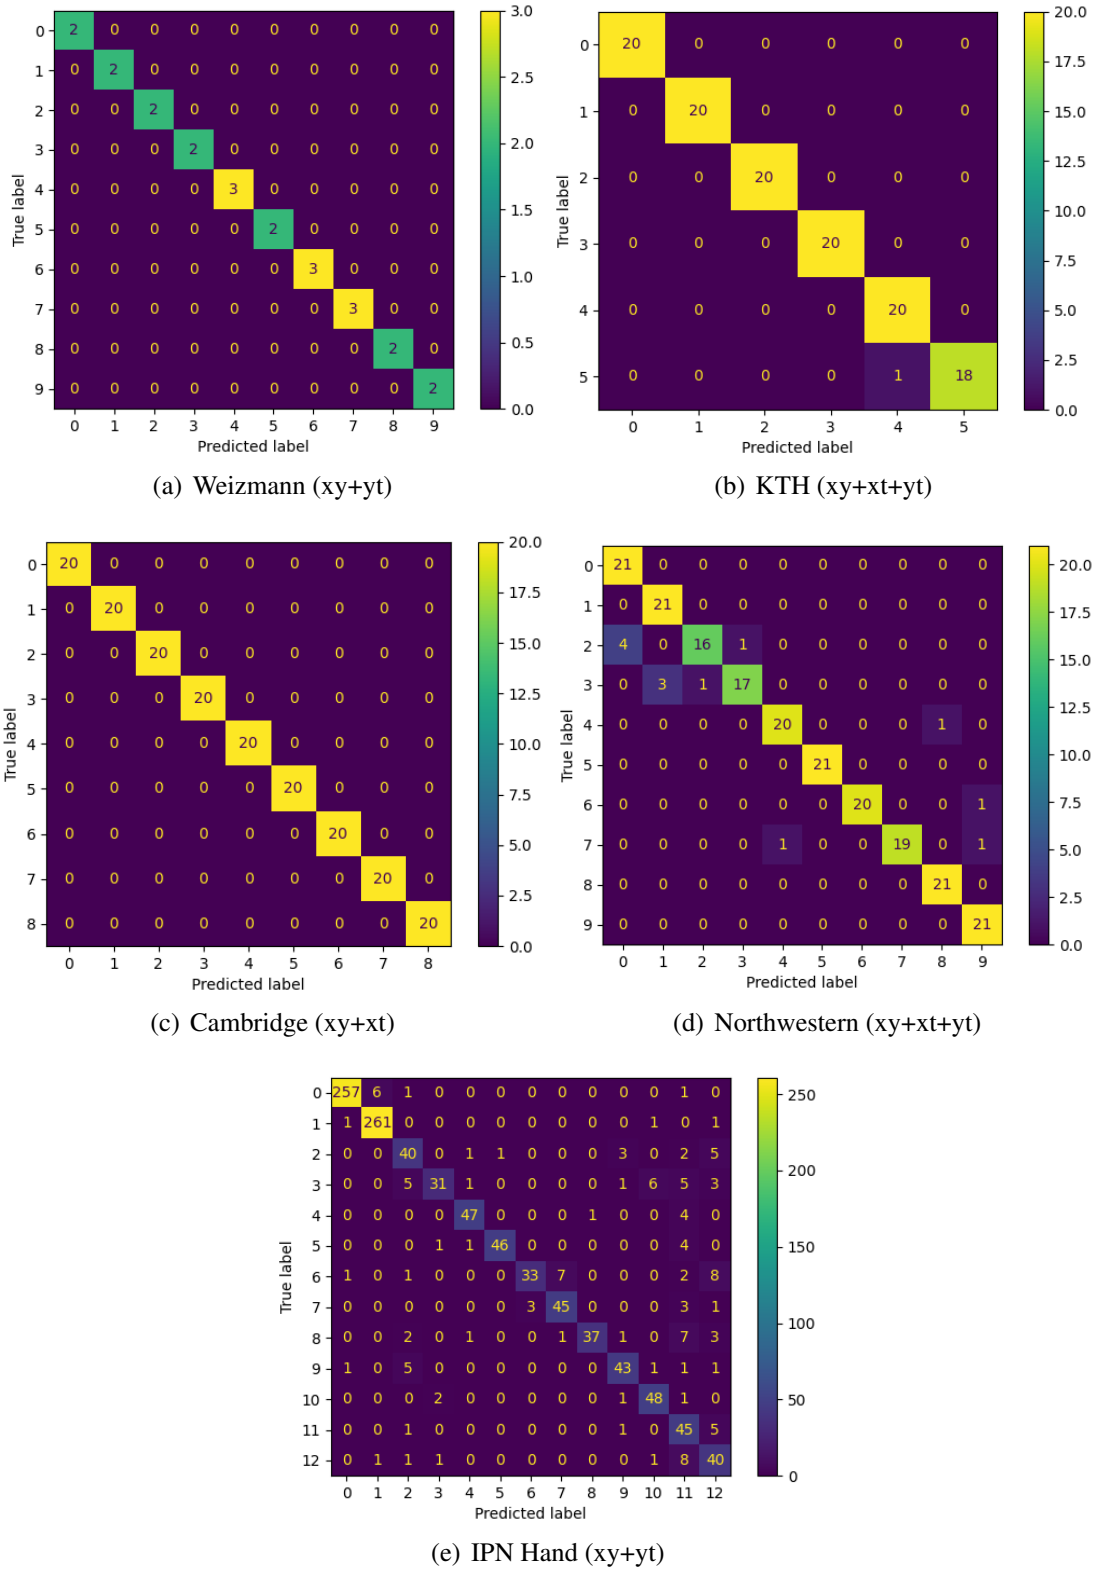 0 2 0 0 0 0 0 0 0 0 0
1 0 2 0 0 0 0 0 0 0 0
2 0 0 2 0 0 0 0 0 0 0
3 0 0 0 2 0 0 0 0 0 0
4 0 0 0 0 3 0 0 0 0 0
5 0 0 0 0 0 2 0 0 0 0
6 0 0 0 0 0 0 3 0 0 0
7 0 0 0 0 0 0 0 3 0 0
8 0 0 0 0 0 0 0 0 2 0
9 0 0 0 0 0 0 0 0 0 2
0 1 2 3 4 5 6 7 8 9
True label
Predicted label
3.0
2.5
2.0
1.5
1.0
0.5
0.0
(a) Weizmann (xy+yt)
0 20 0 0 0 0 0
1 0 20 0 0 0 0
2 0 0 20 0 0 0
3 0 0 0 20 0 0
4 0 0 0 0 20 0
5 0 0 0 0 1 18
0 1 2 3 4 5
True label
Predicted label
20.0
17.5
15.0
12.5
10.0
7.5
5.0
2.5
0.0
(b) KTH (xy+xt+yt)
0 20 0 0 0 0 0 0 0 0
1 0 20 0 0 0 0 0 0 0
2 0 0 20 0 0 0 0 0 0
3 0 0 0 20 0 0 0 0 0
4 0 0 0 0 20 0 0 0 0
5 0 0 0 0 0 20 0 0 0
6 0 0 0 0 0 0 20 0 0
7 0 0 0 0 0 0 0 20 0
8 0 0 0 0 0 0 0 0 20
0 1 2 3 4 5 6 7 8
True label
Predicted label
20.0
17.5
15.0
12.5
10.0
7.5
5.0
2.5
0.0
(c) Cambridge (xy+xt)
0 21 0 0 0 0 0 0 0 0 0
1 0 21 0 0 0 0 0 0 0 0
2 4 0 16 1 0 0 0 0 0 0
3 0 3 1 17 0 0 0 0 0 0
4 0 0 0 0 20 0 0 0 1 0
5 0 0 0 0 0 21 0 0 0 0
6 0 0 0 0 0 0 20 0 0 1
7 0 0 0 0 1 0 0 19 0 1
8 0 0 0 0 0 0 0 0 21 0
9 0 0 0 0 0 0 0 0 0 21
0 1 2 3 4 5 6 7 8 9
True label
Predicted label
20.0
17.5
15.0
12.5
10.0
7.5
5.0
2.5
0.0
(d) Northwestern (xy+xt+yt)
0 257 6 1 0 0 0 0 0 0 0 0 1 0
1 1 261 0 0 0 0 0 0 0 0 1 0 1
2 0 0 40 0 1 1 0 0 0 3 0 2 5
3 0 0 5 31 1 0 0 0 0 1 6 5 3
4 0 0 0 0 47 0 0 0 1 0 0 4 0
5 0 0 0 1 1 46 0 0 0 0 0 4 0
6 1 0 1 0 0 0 33 7 0 0 0 2 8
7 0 0 0 0 0 0 3 45 0 0 0 3 1
8 0 0 2 0 1 0 0 1 37 1 0 7 3
9 1 0 5 0 0 0 0 0 0 43 1 1 1
10 0 0 0 2 0 0 0 0 0 1 48 1 0
11 0 0 1 0 0 0 0 0 0 1 0 45 5
12 0 1 1 1 0 0 0 0 0 0 1 8 40
0 1 2 3 4 5 6 7 8 9 10 11 12
True label
Predicted label
250
200
150
100
50
0
(e) IPN Hand (xy+yt)